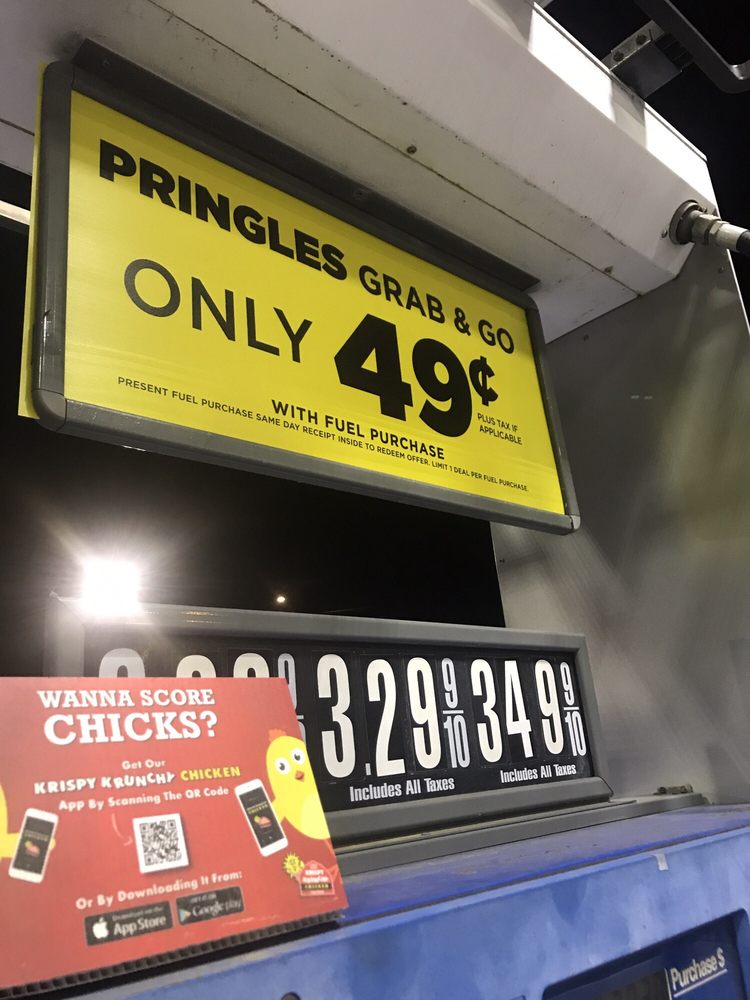 PRINGLES GRAB & GO
ONLY 49¢
PLUS TAX IF
APPLICABLE
WITH FUEL PURCHASE
PRESENT FUEL PURCHASE SAME DAY RECEIPT INSIDE TO REDEEM OFFER. LIMIT 1 DEAL PER FUEL PURCHASE.
3.29 9/10
349 9/10
Includes All Taxes
Includes All Taxes
WANNA SCORE
CHICKS?
Get Our
KRISPY KRUNCHY CHICKEN
App By Scanning The QR Code
Or By Downloading It From:
App Store
Google play
Purchase $